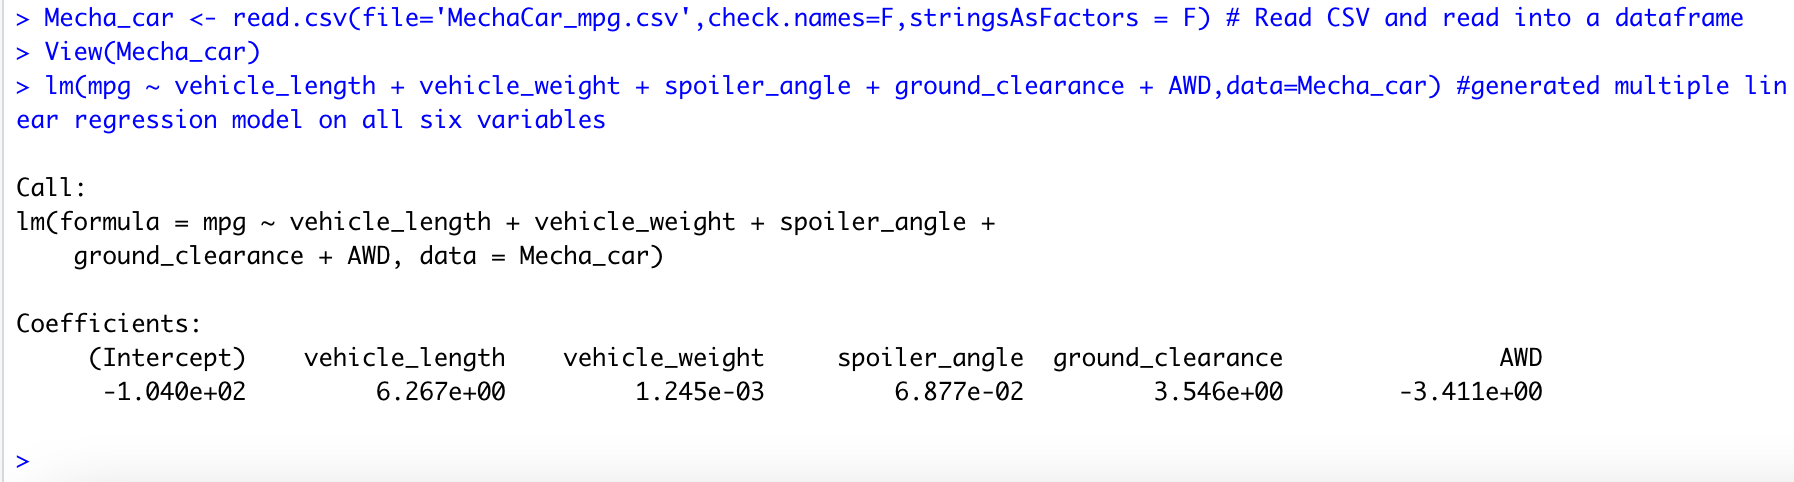 > Mecha_car <- read.csv(file='MechaCar_mpg.csv',check.names=F,stringsAsFactors = F) # Read CSV and read into a dataframe
> View(Mecha_car)
> lm(mpg ~ vehicle_length + vehicle_weight + spoiler_angle + ground_clearance + AWD,data=Mecha_car) #generated multiple lin
ear regression model on all six variables
Call:
lm(formula = mpg ~ vehicle_length + vehicle_weight + spoiler_angle +
    ground_clearance + AWD, data = Mecha_car)
Coefficients:
     (Intercept)    vehicle_length    vehicle_weight     spoiler_angle  ground_clearance               AWD
      -1.040e+02         6.267e+00         1.245e-03         6.877e-02         3.546e+00        -3.411e+00
>